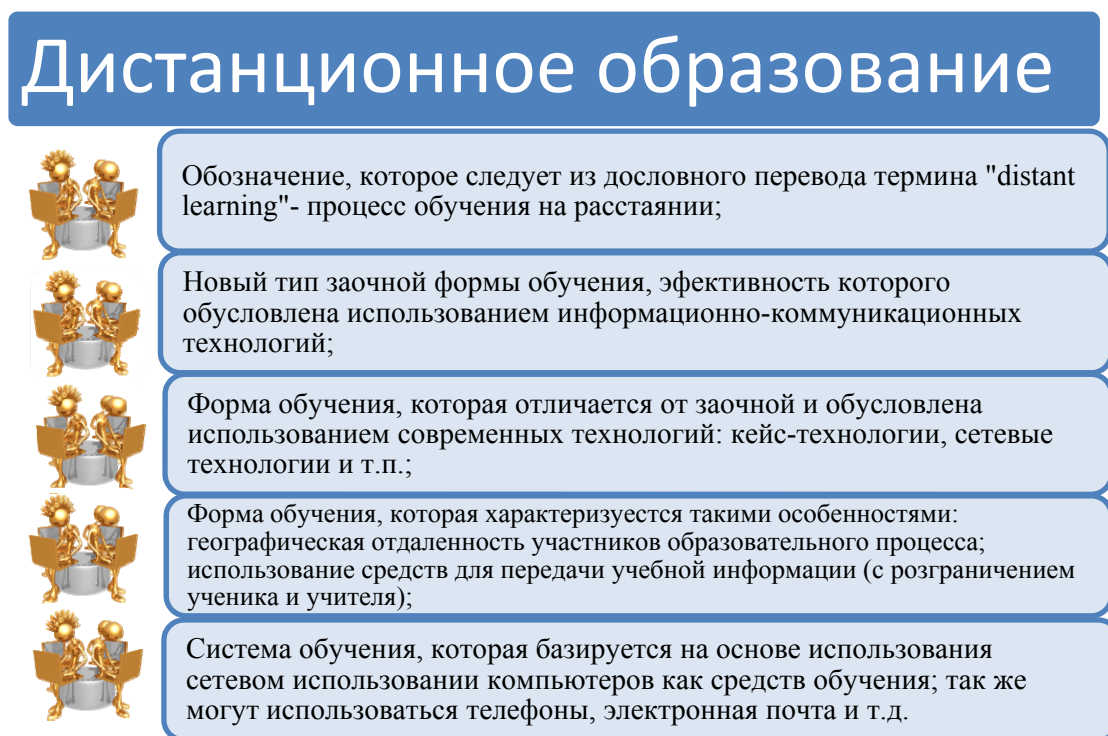 Дистанционное образование
Обозначение, которое следует из дословного перевода термина "distant
learning"- процесс обучения на расстаянии;
Новый тип заочной формы обучения, эфективность которого
обусловлена использованием информационно-коммуникационных
технологий;
Форма обучения, которая отличается от заочной и обусловлена
использованием современных технологий: кейс-технологии, сетевые
технологии и т.п.;
Форма обучения, которая характеризуестся такими особенностями:
географическая отдаленность участников образовательного процесса;
использование средств для передачи учебной информации (с розграничением
ученика и учителя);
Система обучения, которая базируется на основе использования
сетевом использовании компьютеров как средств обучения; так же
могут использоваться телефоны, электронная почта и т.д.